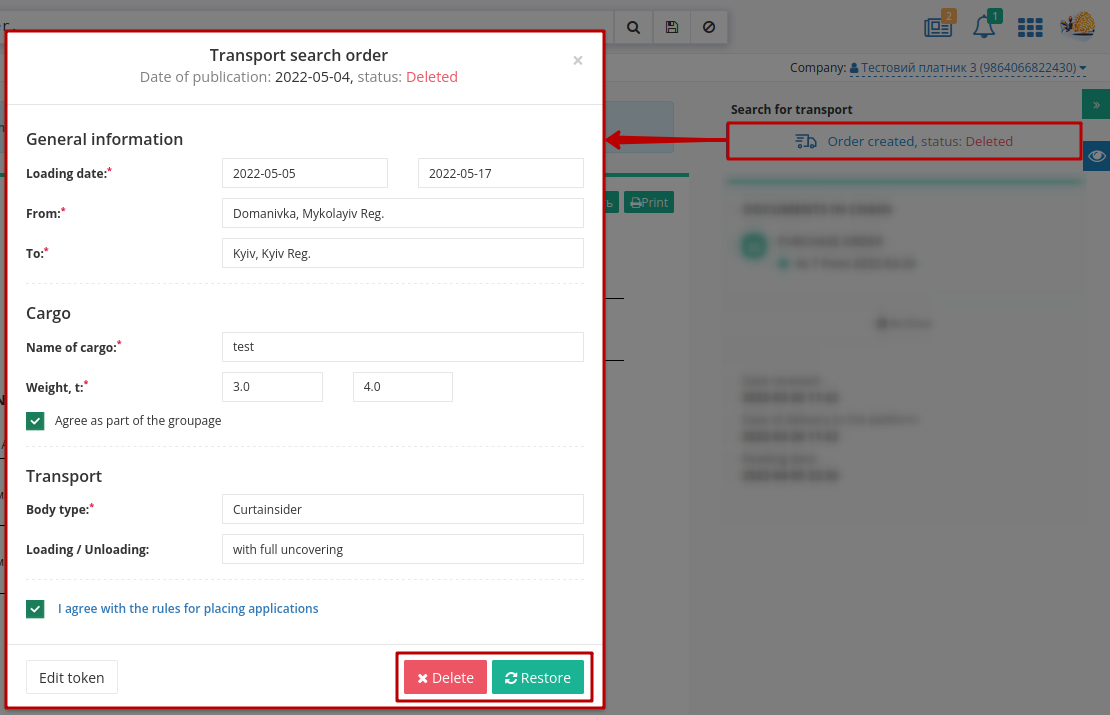 2
1
Company: Тестовий платник 3 (9864066822430)
Transport search order
×
Date of publication: 2022-05-04, status: Deleted
Search for transport
»
Order created, status: Deleted
General information
Loading date:* 2022-05-05 2022-05-17
Print
From:* Domanivka, Mykolayiv Reg.
To:* Kyiv, Kyiv Reg.
Cargo
Name of cargo:* test
Weight, t:* 3.0 4.0
Agree as part of the groupage
Transport
Body type:* Curtainsider
Loading / Unloading: with full uncovering
I agree with the rules for placing applications
Edit token Delete Restore